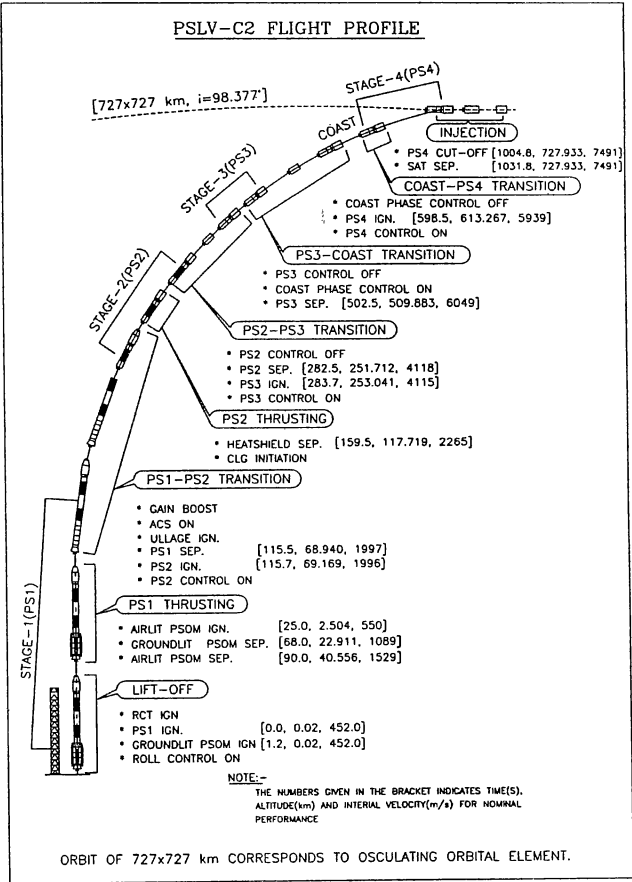 PSLV-C2 FLIGHT PROFILE
STAGE-4(PS4)
[727x727 km, i=98.377°]
INJECTION
* PS4 CUT-OFF [1004.8, 727.933, 7491]
* SAT SEP. [1031.8, 727.933, 7491]
COAST
COAST-PS4 TRANSITION
* COAST PHASE CONTROL OFF
* PS4 IGN. [598.5, 613.267, 5939]
* PS4 CONTROL ON
STAGE-3(PS3)
PS3-COAST TRANSITION
* PS3 CONTROL OFF
* COAST PHASE CONTROL ON
* PS3 SEP. [502.5, 509.883, 6049]
STAGE-2(PS2)
PS2-PS3 TRANSITION
* PS2 CONTROL OFF
* PS2 SEP. [282.5, 251.712, 4118]
* PS3 IGN. [283.7, 253.041, 4115]
* PS3 CONTROL ON
PS2 THRUSTING
* HEATSHIELD SEP. [159.5, 117.719, 2265]
* CLG INITIATION
PS1-PS2 TRANSITION
* GAIN BOOST
* ACS ON
* ULLAGE IGN.
* PS1 SEP. [115.5, 68.940, 1997]
* PS2 IGN. [115.7, 69.169, 1996]
* PS2 CONTROL ON
STAGE-1(PS1)
PS1 THRUSTING
* AIRLIT PSOM IGN. [25.0, 2.504, 550]
* GROUNDLIT PSOM SEP. [68.0, 22.911, 1089]
* AIRLIT PSOM SEP. [90.0, 40.556, 1529]
LIFT-OFF
* RCT IGN
* PS1 IGN. [0.0, 0.02, 452.0]
* GROUNDLIT PSOM IGN [1.2, 0.02, 452.0]
* ROLL CONTROL ON
NOTE:-
THE NUMBERS GIVEN IN THE BRACKET INDICATES TIME(S),
ALTITUDE(km) AND INTERIAL VELOCITY(m/s) FOR NOMINAL
PERFORMANCE
ORBIT OF 727x727 km CORRESPONDS TO OSCULATING ORBITAL ELEMENT.